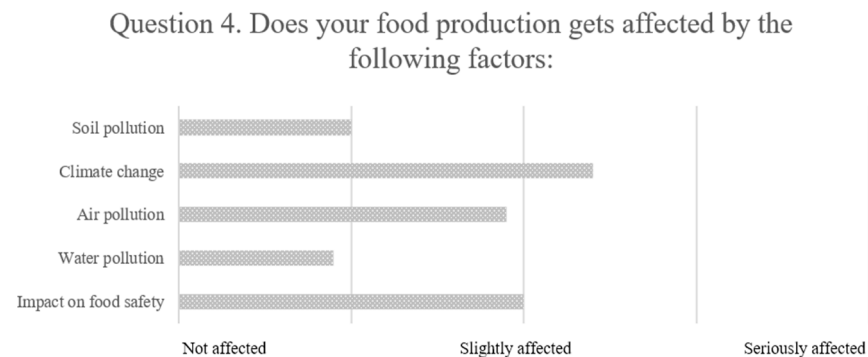 Question 4. Does your food production gets affected by the
following factors:
Soil pollution
Climate change
Air pollution
Water pollution
Impact on food safety
Not affected Slightly affected Seriously affected